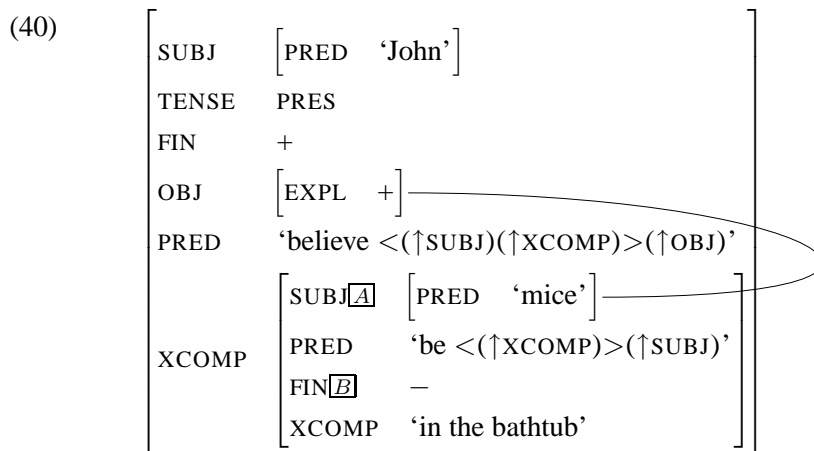 (40)
SUBJ [PRED ‘John’]
TENSE PRES
FIN +
OBJ [EXPL +]
PRED ‘believe <(↑SUBJ)(↑XCOMP)>(↑OBJ)’
SUBJ A [PRED ‘mice’]
PRED ‘be <(↑XCOMP)>(↑SUBJ)’
XCOMP
FIN B −
XCOMP ‘in the bathtub’